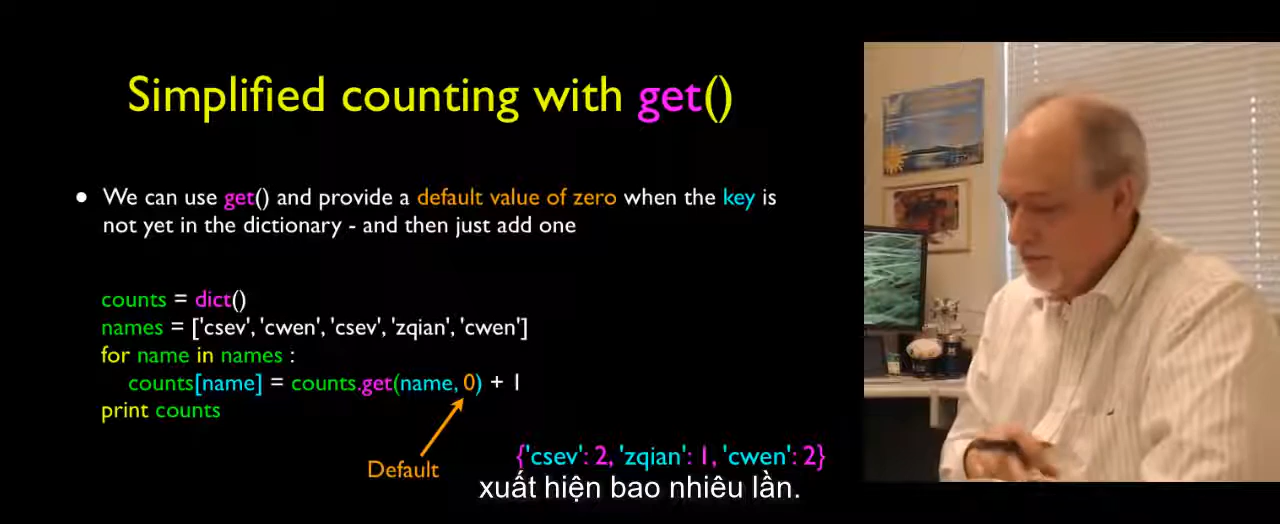 Simplified counting with get()
● We can use get() and provide a default value of zero when the key is
not yet in the dictionary - and then just add one
counts = dict()
names = ['csev', 'cwen', 'csev', 'zqian', 'cwen']
for name in names :
counts[name] = counts.get(name, 0) + 1
print counts
Default
{'csev': 2, 'zqian': 1, 'cwen': 2}
xuất hiện bao nhiêu lần.